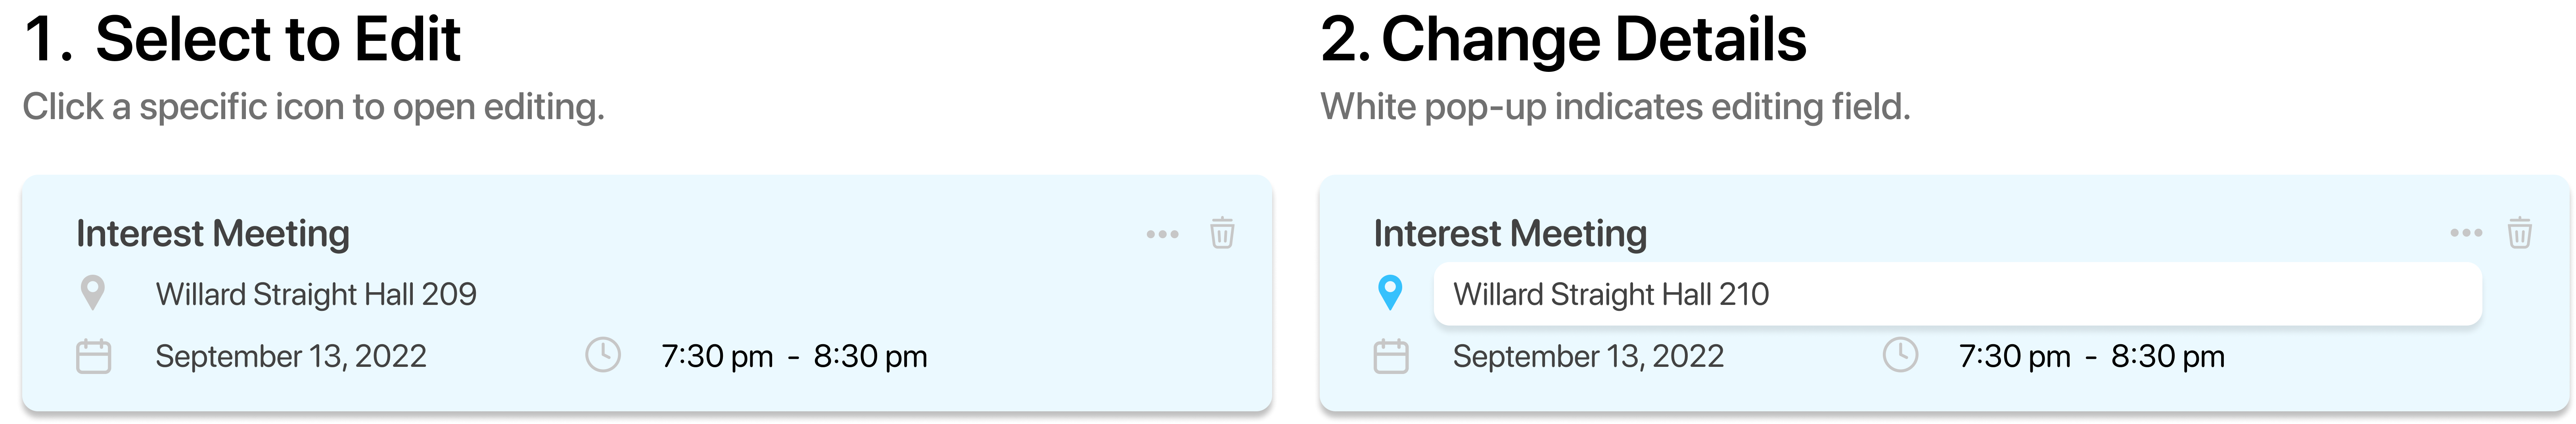 1. Select to Edit
Click a specific icon to open editing.
Interest Meeting
Willard Straight Hall 209
September 13, 2022 7:30 pm - 8:30 pm
2. Change Details
White pop-up indicates editing field.
Interest Meeting
Willard Straight Hall 210
September 13, 2022 7:30 pm - 8:30 pm